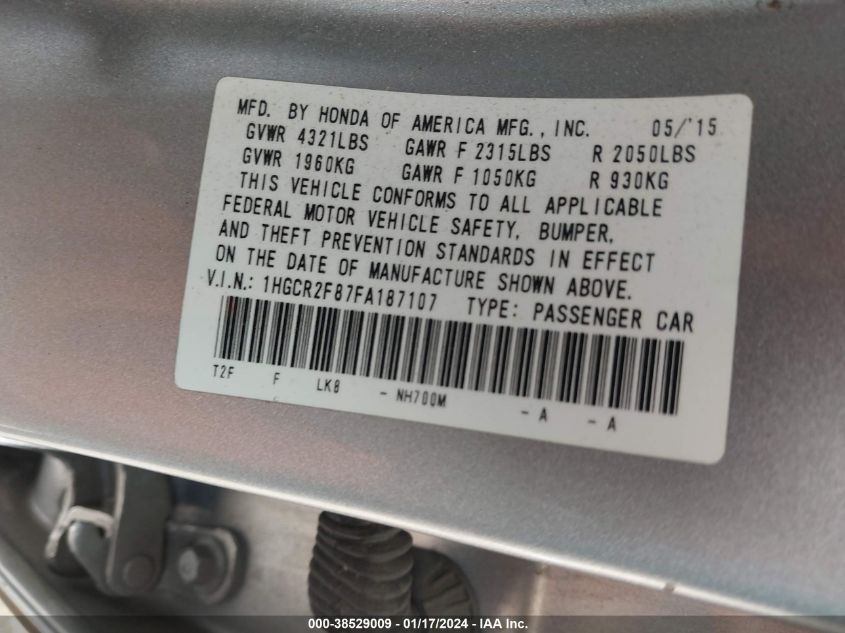 MFD. BY HONDA OF AMERICA MFG., INC. 05/'15
GVWR 4321LBS GAWR F 2315LBS R 2050LBS
GVWR 1960KG GAWR F 1050KG R 930KG
THIS VEHICLE CONFORMS TO ALL APPLICABLE
FEDERAL MOTOR VEHICLE SAFETY, BUMPER,
AND THEFT PREVENTION STANDARDS IN EFFECT
ON THE DATE OF MANUFACTURE SHOWN ABOVE.
V.I.N.: 1HGCR2F87FA187107 TYPE: PASSENGER CAR
T2F F LK8 - NH700M - A - A
000-38529009 - 01/17/2024 - IAA Inc.